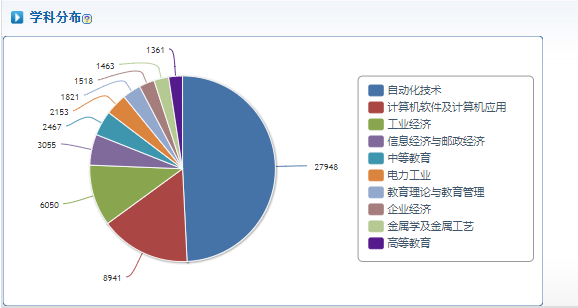 学科分布
1361
1463
1518
1821
2153
2467
3055
6050
8941
27948
自动化技术
计算机软件及计算机应用
工业经济
信息经济与邮政经济
中等教育
电力工业
教育理论与教育管理
企业经济
金属学及金属工艺
高等教育